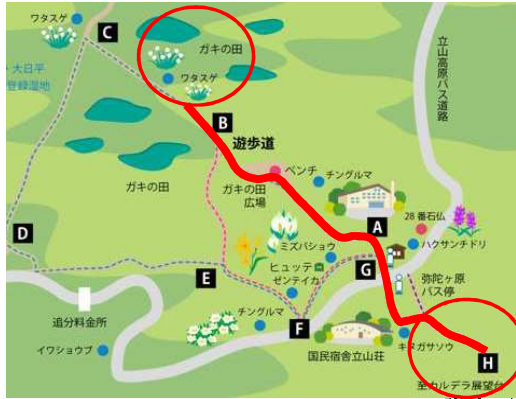 ワタスゲ
C
ガキの田
ワタスゲ
・大日平
登録湿地
立山高原バス道路
B
遊歩道
ベンチ
チングルマ
ガキの田
ガキの田
広場
A
28 番石仏
ミズバショウ
ハクサンチドリ
D
E
ヒュッテ
ゼンテイカ
G
弥陀ヶ原
バス停
追分料金所
チングルマ
F
イワショウブ
国民宿舎立山荘
キヌガサソウ
H
至カルデラ展望台